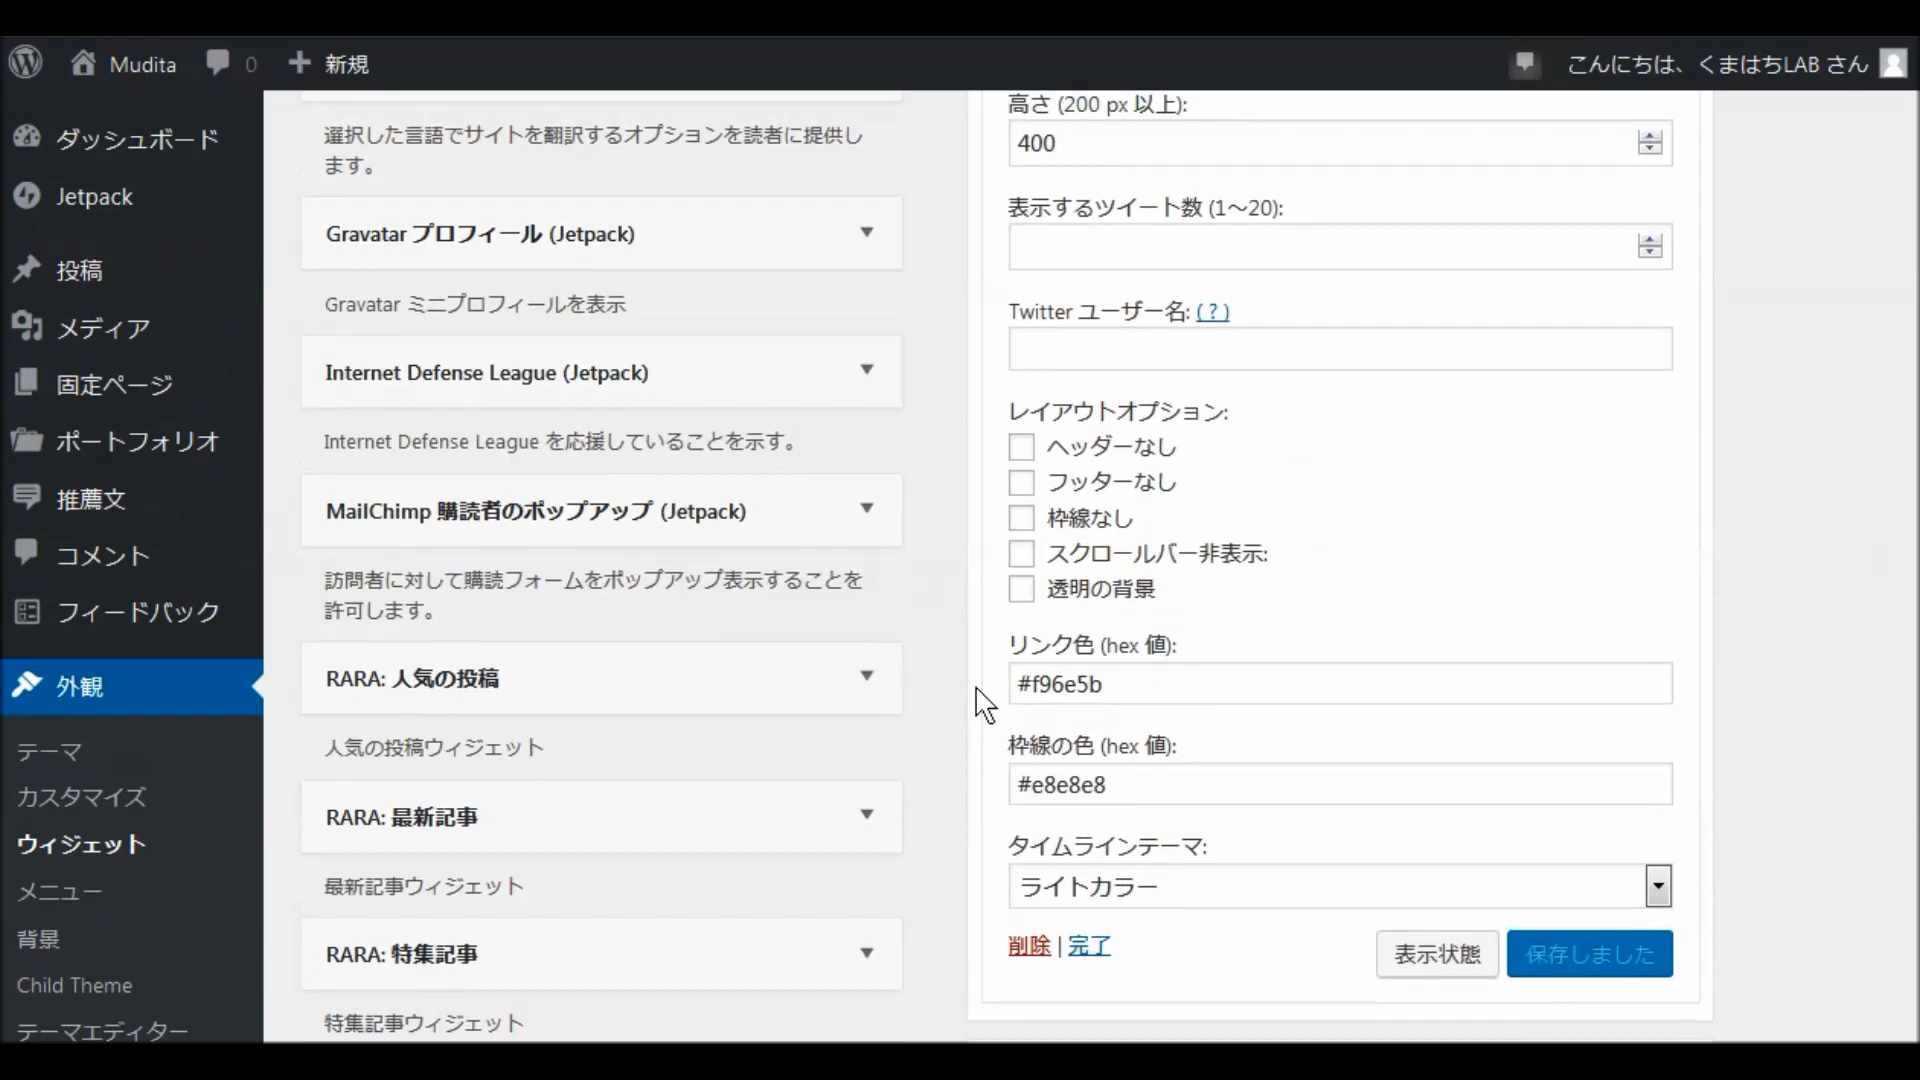 Mudita
0
新規
こんにちは、くまはちLAB さん
ダッシュボード
Jetpack
投稿
メディア
固定ページ
ポートフォリオ
推薦文
コメント
フィードバック
外観
テーマ
カスタマイズ
ウィジェット
メニュー
背景
Child Theme
テーマエディター
選択した言語でサイトを翻訳するオプションを読者に提供し
ます。
Gravatar プロフィール (Jetpack)
Gravatar ミニプロフィールを表示
Internet Defense League (Jetpack)
Internet Defense League を応援していることを示す。
MailChimp 購読者のポップアップ (Jetpack)
訪問者に対して購読フォームをポップアップ表示することを
許可します。
RARA: 人気の投稿
人気の投稿ウィジェット
RARA: 最新記事
最新記事ウィジェット
RARA: 特集記事
特集記事ウィジェット
高さ (200 px 以上):
400
表示するツイート数 (1～20):
Twitter ユーザー名: ( ? )
レイアウトオプション:
ヘッダーなし
フッターなし
枠線なし
スクロールバー非表示:
透明の背景
リンク色 (hex 値):
#f96e5b
枠線の色 (hex 値):
#e8e8e8
タイムラインテーマ:
ライトカラー
削除 | 完了
表示状態
保存しました